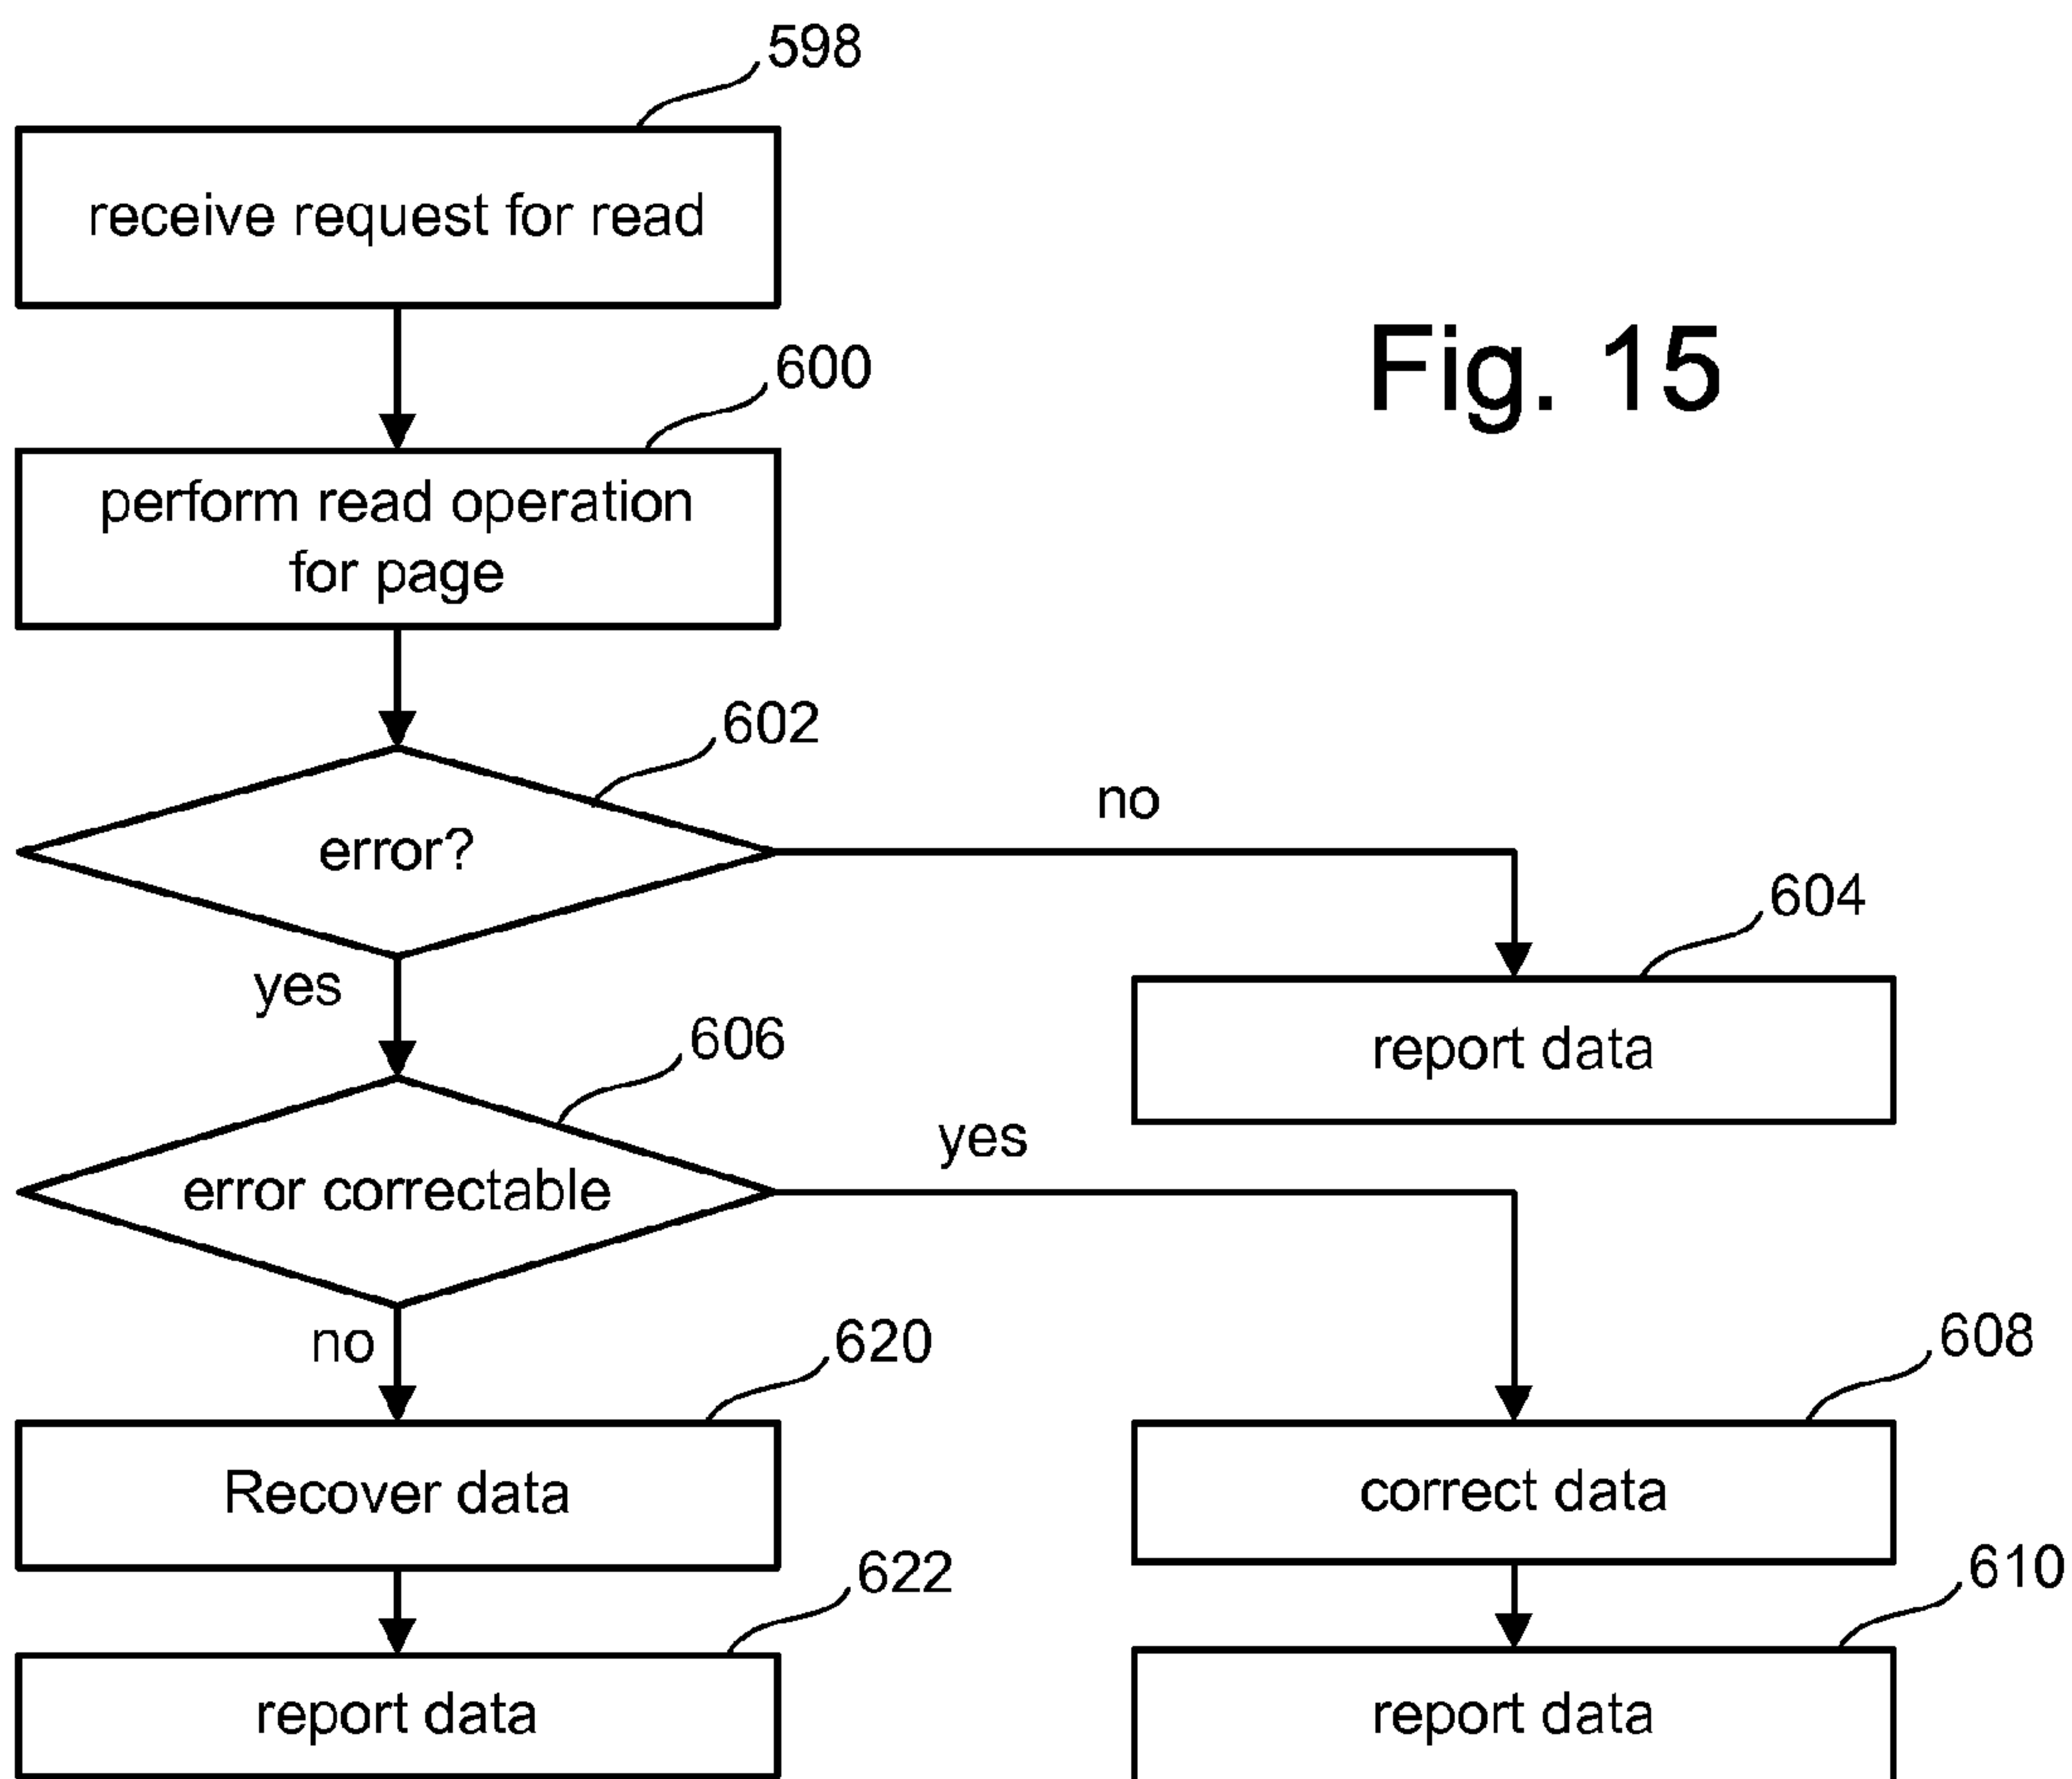 598
receive request for read
Fig. 15
600
perform read operation
for page
602
error?
no
604
report data
yes
606
error correctable
yes
608
correct data
610
report data
no
620
Recover data
622
report data